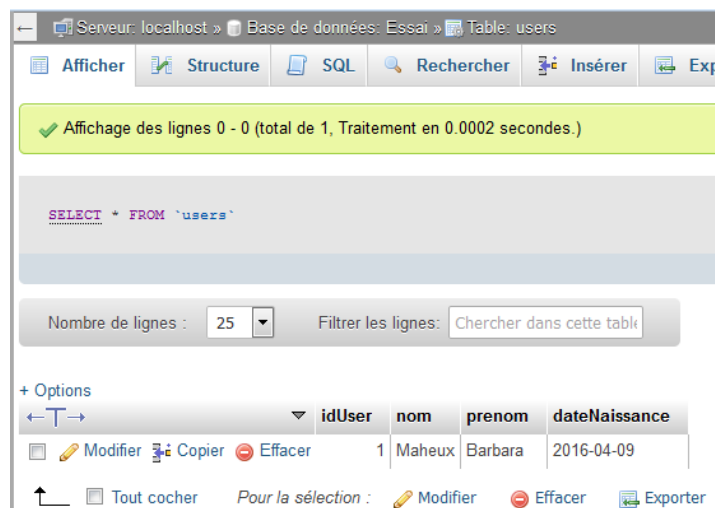 ← Serveur: localhost » Base de données: Essai » Table: users
Afficher Structure SQL Rechercher Insérer Exp
Affichage des lignes 0 - 0 (total de 1, Traitement en 0.0002 secondes.)
SELECT * FROM `users`
Nombre de lignes : 25 Filtrer les lignes: Chercher dans cette table
+ Options
←T→ idUser nom prenom dateNaissance
Modifier Copier Effacer 1 Maheux Barbara 2016-04-09
Tout cocher Pour la sélection : Modifier Effacer Exporter